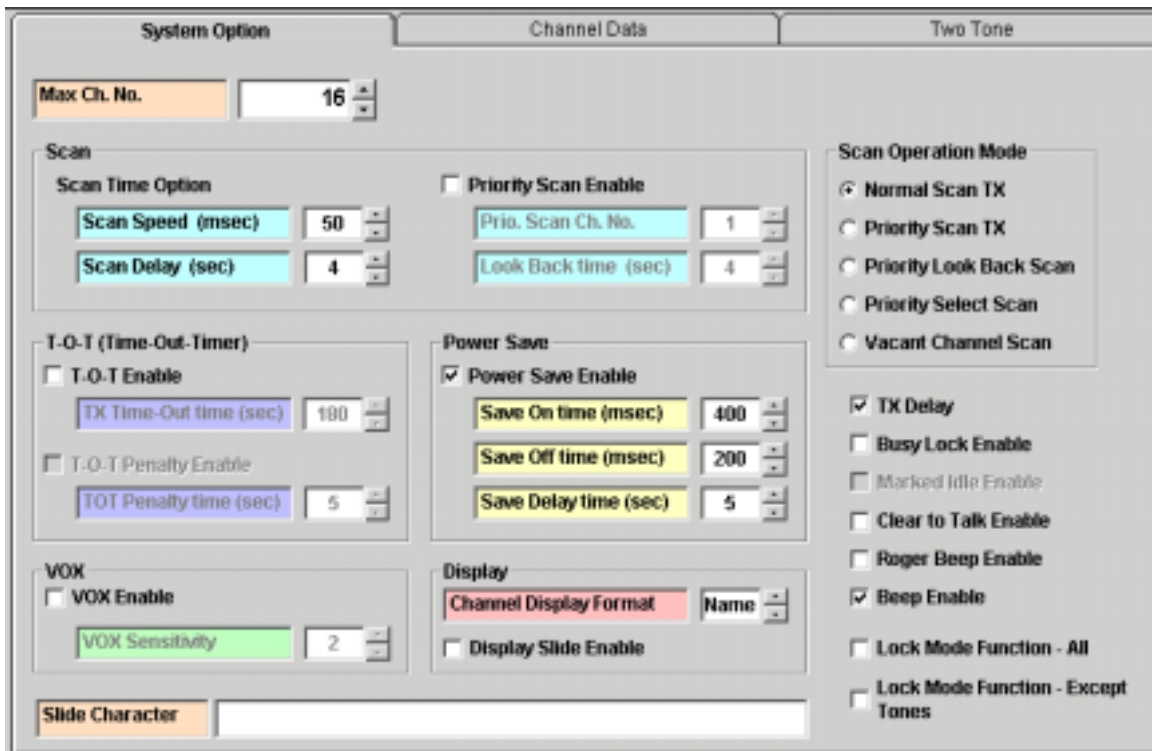 System Option
Channel Data
Two Tone
Max Ch. No.
16
Scan
Scan Time Option
Scan Speed (msec)
50
Scan Delay (sec)
4
Priority Scan Enable
Prio. Scan Ch. No.
1
Look Back time (sec)
4
Scan Operation Mode
Normal Scan TX
Priority Scan TX
Priority Look Back Scan
Priority Select Scan
Vacant Channel Scan
T-O-T (Time-Out-Timer)
T-O-T Enable
TX Time-Out time (sec)
180
T-O-T Penalty Enable
TOT Penalty time (sec)
5
Power Save
Power Save Enable
Save On time (msec)
400
Save Off time (msec)
200
Save Delay time (sec)
5
TX Delay
Busy Lock Enable
Marked Idle Enable
Clear to Talk Enable
Roger Beep Enable
Beep Enable
Lock Mode Function - All
Lock Mode Function - Except
Tones
VOX
VOX Enable
VOX Sensitivity
2
Display
Channel Display Format
Name
Display Slide Enable
Slide Character